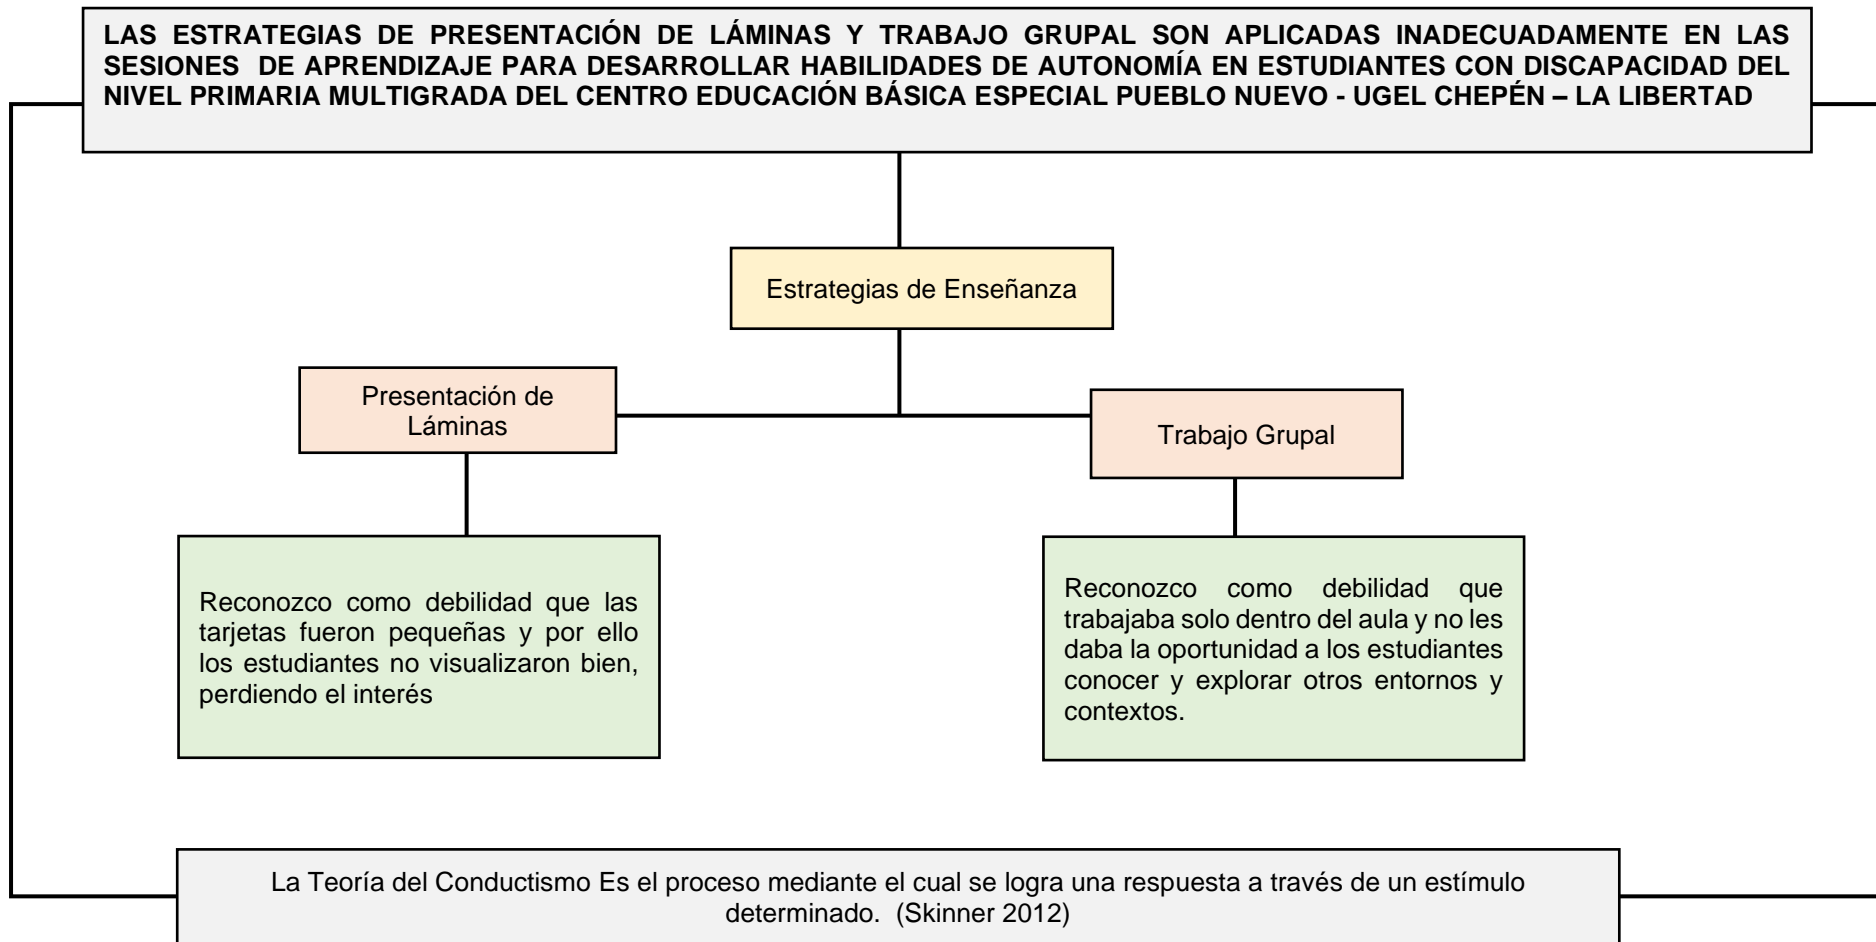 LAS ESTRATEGIAS DE PRESENTACIÓN DE LÁMINAS Y TRABAJO GRUPAL SON APLICADAS INADECUADAMENTE EN LAS
SESIONES DE APRENDIZAJE PARA DESARROLLAR HABILIDADES DE AUTONOMÍA EN ESTUDIANTES CON DISCAPACIDAD DEL
NIVEL PRIMARIA MULTIGRADA DEL CENTRO EDUCACIÓN BÁSICA ESPECIAL PUEBLO NUEVO - UGEL CHEPÉN – LA LIBERTAD
Estrategias de Enseñanza
Presentación de
Láminas
Trabajo Grupal
Reconozco como debilidad que las
tarjetas fueron pequeñas y por ello
los estudiantes no visualizaron bien,
perdiendo el interés
Reconozco como debilidad que
trabajaba solo dentro del aula y no les
daba la oportunidad a los estudiantes
conocer y explorar otros entornos y
contextos.
La Teoría del Conductismo Es el proceso mediante el cual se logra una respuesta a través de un estímulo
determinado. (Skinner 2012)